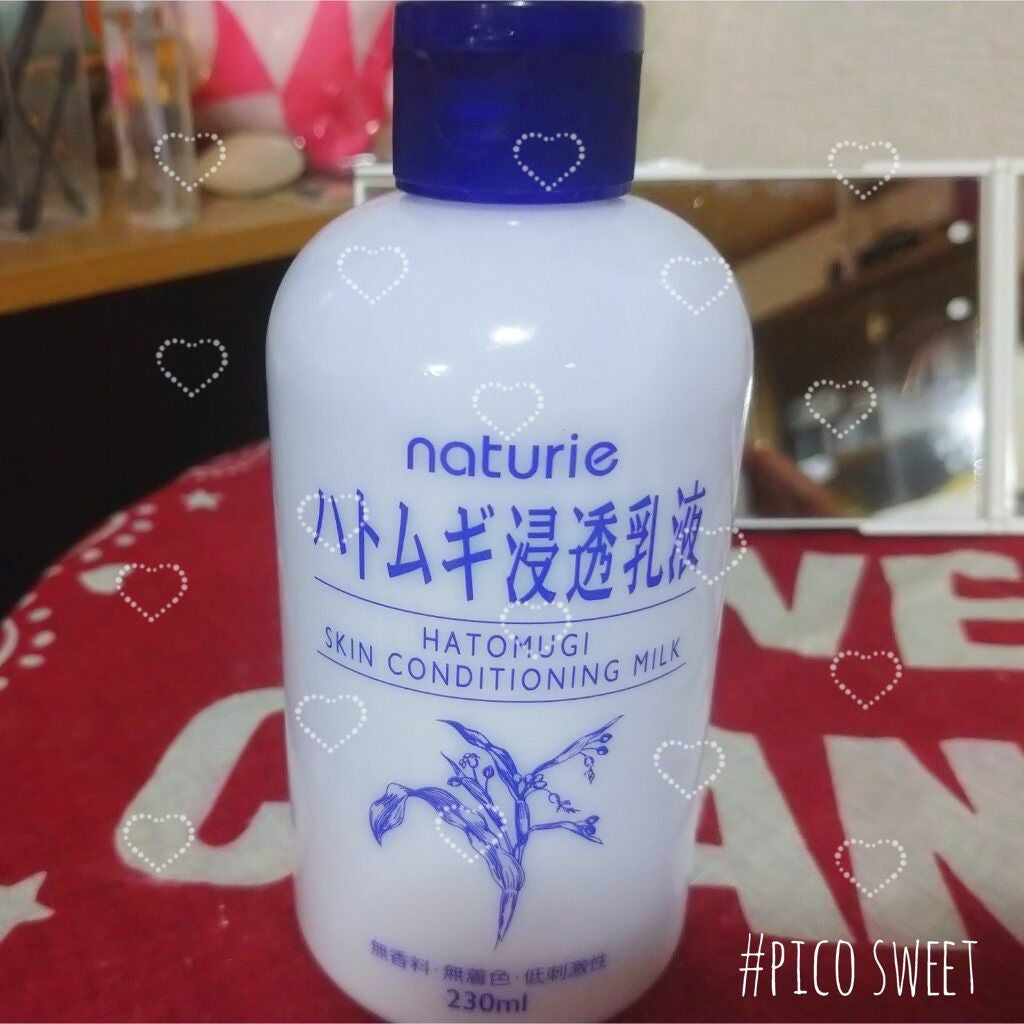 naturie
ハトムギ浸透乳液
HATOMUGI
SKIN CONDITIONING MILK
無香料・無着色・低刺激性
230ml
#PICO SWEET